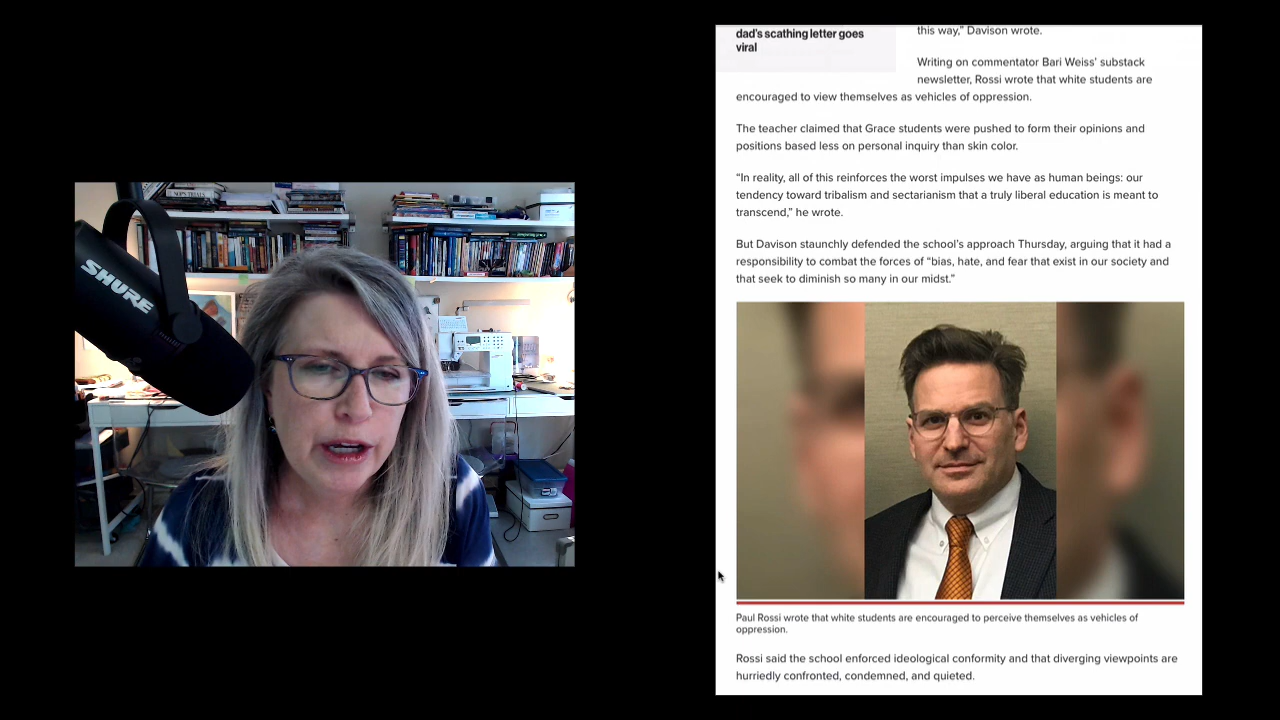 SHURE
dad's scathing letter goes
viral
this way,” Davison wrote.
Writing on commentator Bari Weiss’ substack
newsletter, Rossi wrote that white students are
encouraged to view themselves as vehicles of oppression.
The teacher claimed that Grace students were pushed to form their opinions and
positions based less on personal inquiry than skin color.
“In reality, all of this reinforces the worst impulses we have as human beings: our
tendency toward tribalism and sectarianism that a truly liberal education is meant to
transcend,” he wrote.
But Davison staunchly defended the school’s approach Thursday, arguing that it had a
responsibility to combat the forces of “bias, hate, and fear that exist in our society and
that seek to diminish so many in our midst.”
Paul Rossi wrote that white students are encouraged to perceive themselves as vehicles of
oppression.
Rossi said the school enforced ideological conformity and that diverging viewpoints are
hurriedly confronted, condemned, and quieted.